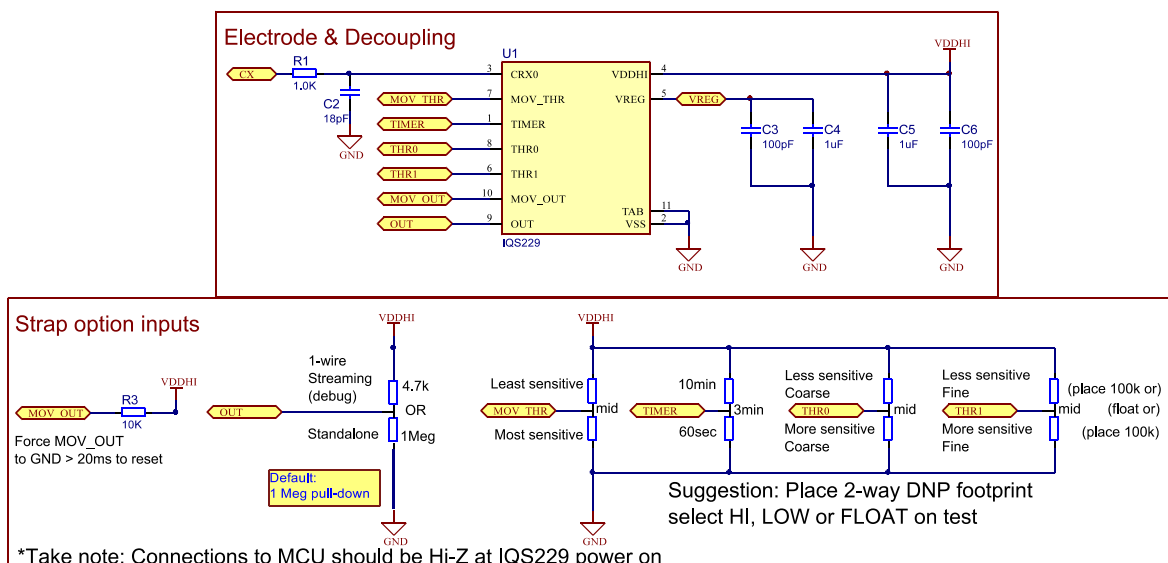 Electrode & Decoupling
U1
VDDHI
CX
R1
1.0K
C2
18pF
GND
MOV_THR
TIMER
THR0
THR1
MOV_OUT
OUT
3 CRX0
7 MOV_THR
1 TIMER
8 THR0
6 THR1
10 MOV_OUT
9 OUT
VDDHI 4
VREG 5
TAB 11
VSS 2
IQS229
VREG
C3
100pF
C4
1uF
C5
1uF
C6
100pF
GND
GND
GND
Strap option inputs
VDDHI
VDDHI
VDDHI
MOV_OUT
R3
10K
Force MOV_OUT
to GND > 20ms to reset
1-wire
Streaming
(debug)
4.7k
OUT
OR
Standalone
1Meg
Default:
1 Meg pull-down
GND
Least sensitive
MOV_THR
mid
Most sensitive
10min
TIMER
3min
60sec
Less sensitive
Coarse
THR0
mid
More sensitive
Coarse
Less sensitive
Fine
THR1
mid
More sensitive
Fine
(place 100k or)
(float or)
(place 100k)
GND
Suggestion: Place 2-way DNP footprint
select HI, LOW or FLOAT on test
*Take note: Connections to MCU should be Hi-Z at IQS229 power on